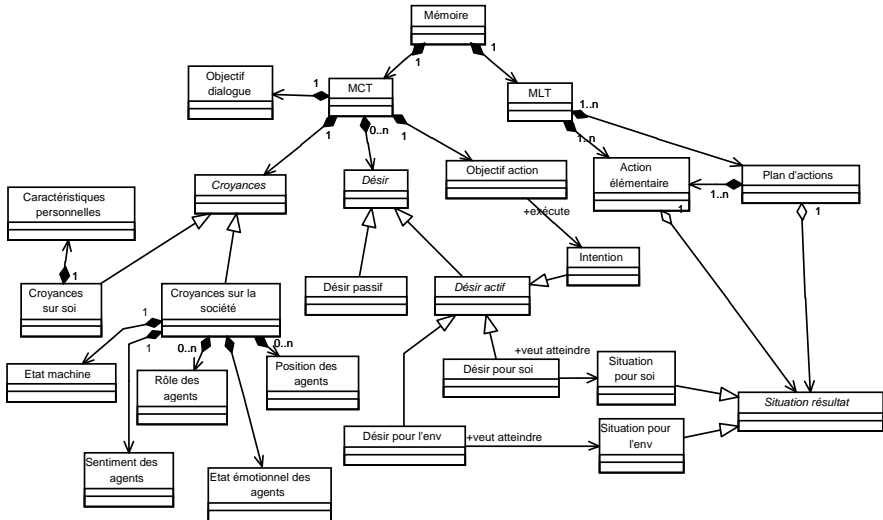 Mémoire
1
1
Objectif
dialogue
1
MCT
MLT
1..n
1
0..n
1
1..n
Croyances
Désir
Objectif action
Action
élémentaire
Plan d'actions
1..n
1
1
Caractéristiques
personnelles
+exécute
1
Intention
Croyances
sur soi
Croyances sur la
société
Désir passif
Désir actif
1
1
0..n
0..n
+veut atteindre
Etat machine
Rôle des
agents
Position des
agents
Désir pour soi
Situation
pour soi
Situation résultat
Désir pour l'env
+veut atteindre
Situation pour
l'env
Sentiment des
agents
Etat émotionnel des
agents